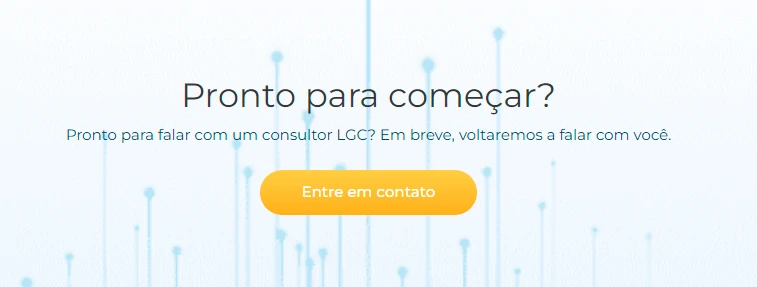 Pronto para começar?
Pronto para falar com um consultor LGC? Em breve, voltaremos a falar com você.
Entre em contato